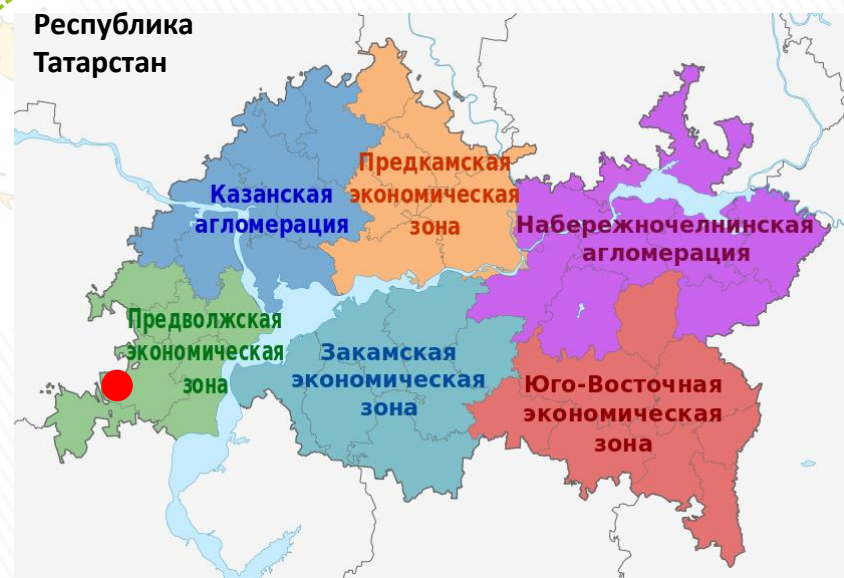 Республика
Татарстан
Предкамская
экономическая
зона
Казанская
агломерация
Набережночелнинская
агломерация
Предволжская
экономическая
зона
Закамская
экономическая
зона
Юго-Восточная
экономическая
зона